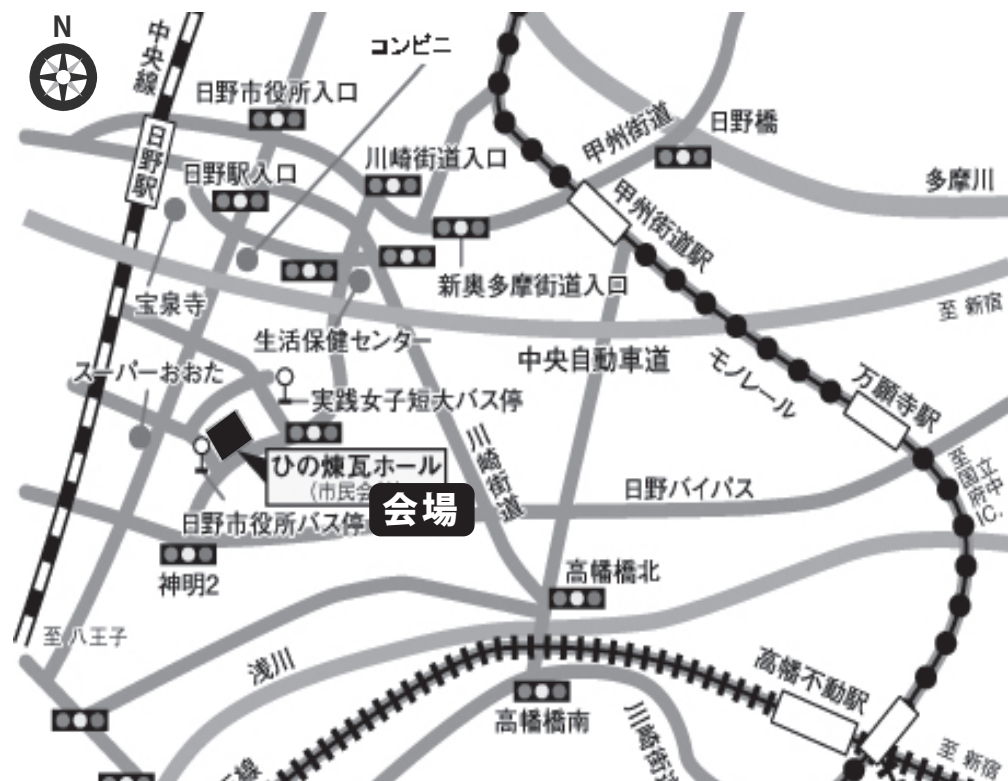 N
中央線
コンビニ
日野市役所入口
日野駅
日野駅入口
川崎街道入口
甲州街道
日野橋
多摩川
甲州街道駅
新奥多摩街道入口
至 新宿
宝泉寺
生活保健センター
中央自動車道
モノレール
スーパーおおた
実践女子短大バス停
万願寺駅
川崎街道
ひの煉瓦ホール
(市民会
会場
日野バイパス
至国立府中IC.
日野市役所バス停
神明2
高幡橋北
至 八王子
浅川
高幡不動駅
高幡橋南
川崎街道
至 新宿